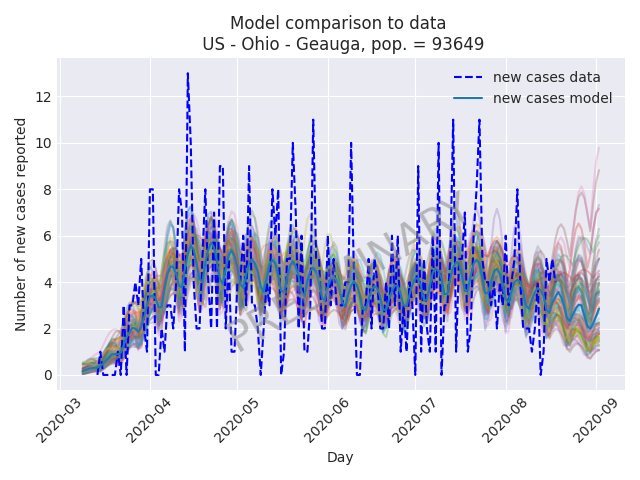 Model comparison to data
US - Ohio - Geauga, pop. = 93649
new cases data
new cases model
Number of new cases reported
12
10
8
6
4
2
0
PRELIMINARY
2020-03
2020-04
2020-05
2020-06
2020-07
2020-08
2020-09
Day